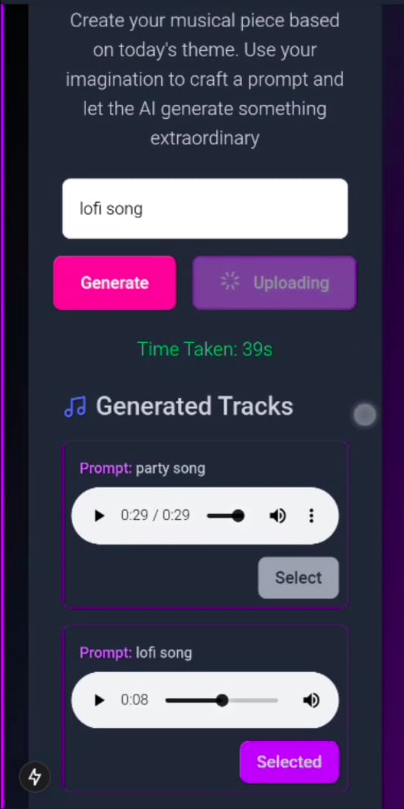 Create your musical piece based
on today's theme. Use your
imagination to craft a prompt and
let the AI generate something
extraordinary
lofi song
Generate
Uploading
Time Taken: 39s
Generated Tracks
Prompt: party song
0:29 / 0:29
Select
Prompt: lofi song
0:08
Selected